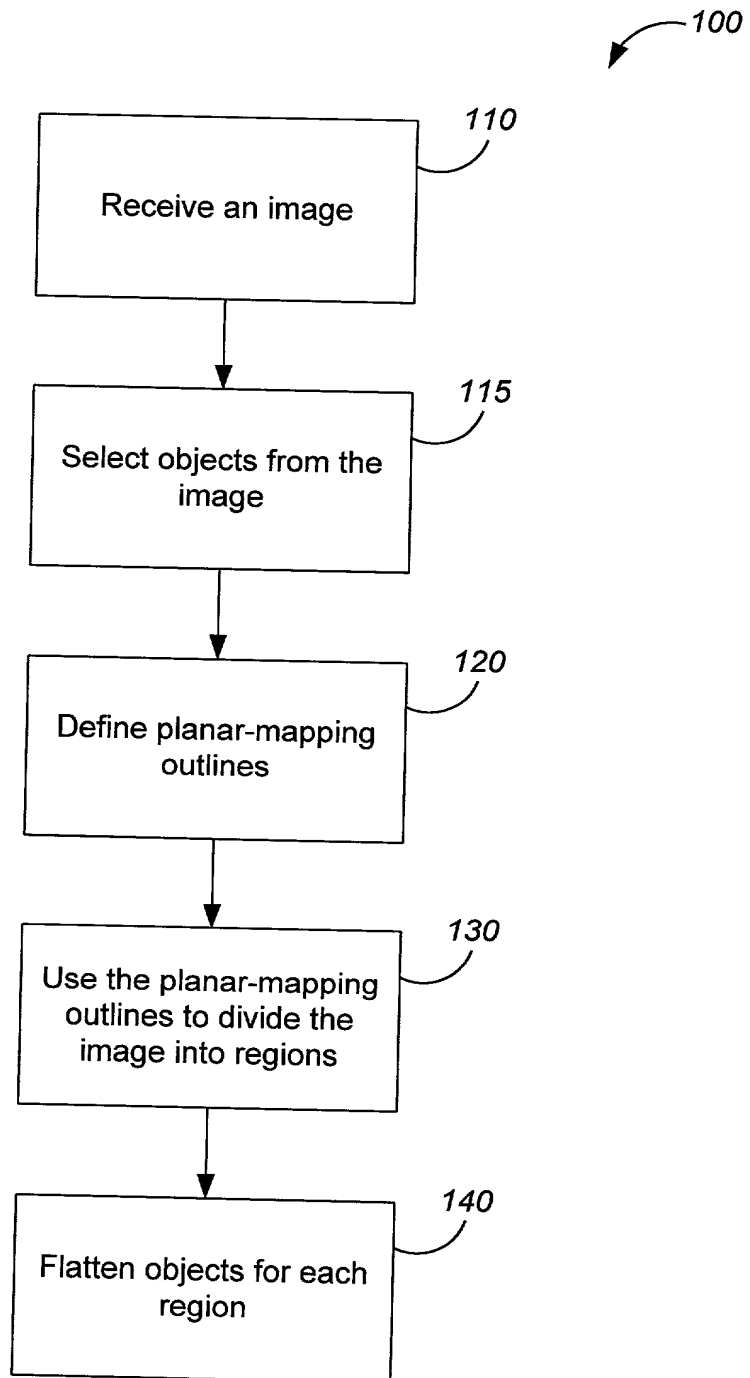 100
110
Receive an image
115
Select objects from the
image
120
Define planar-mapping
outlines
130
Use the planar-mapping
outlines to divide the
image into regions
140
Flatten objects for each
region